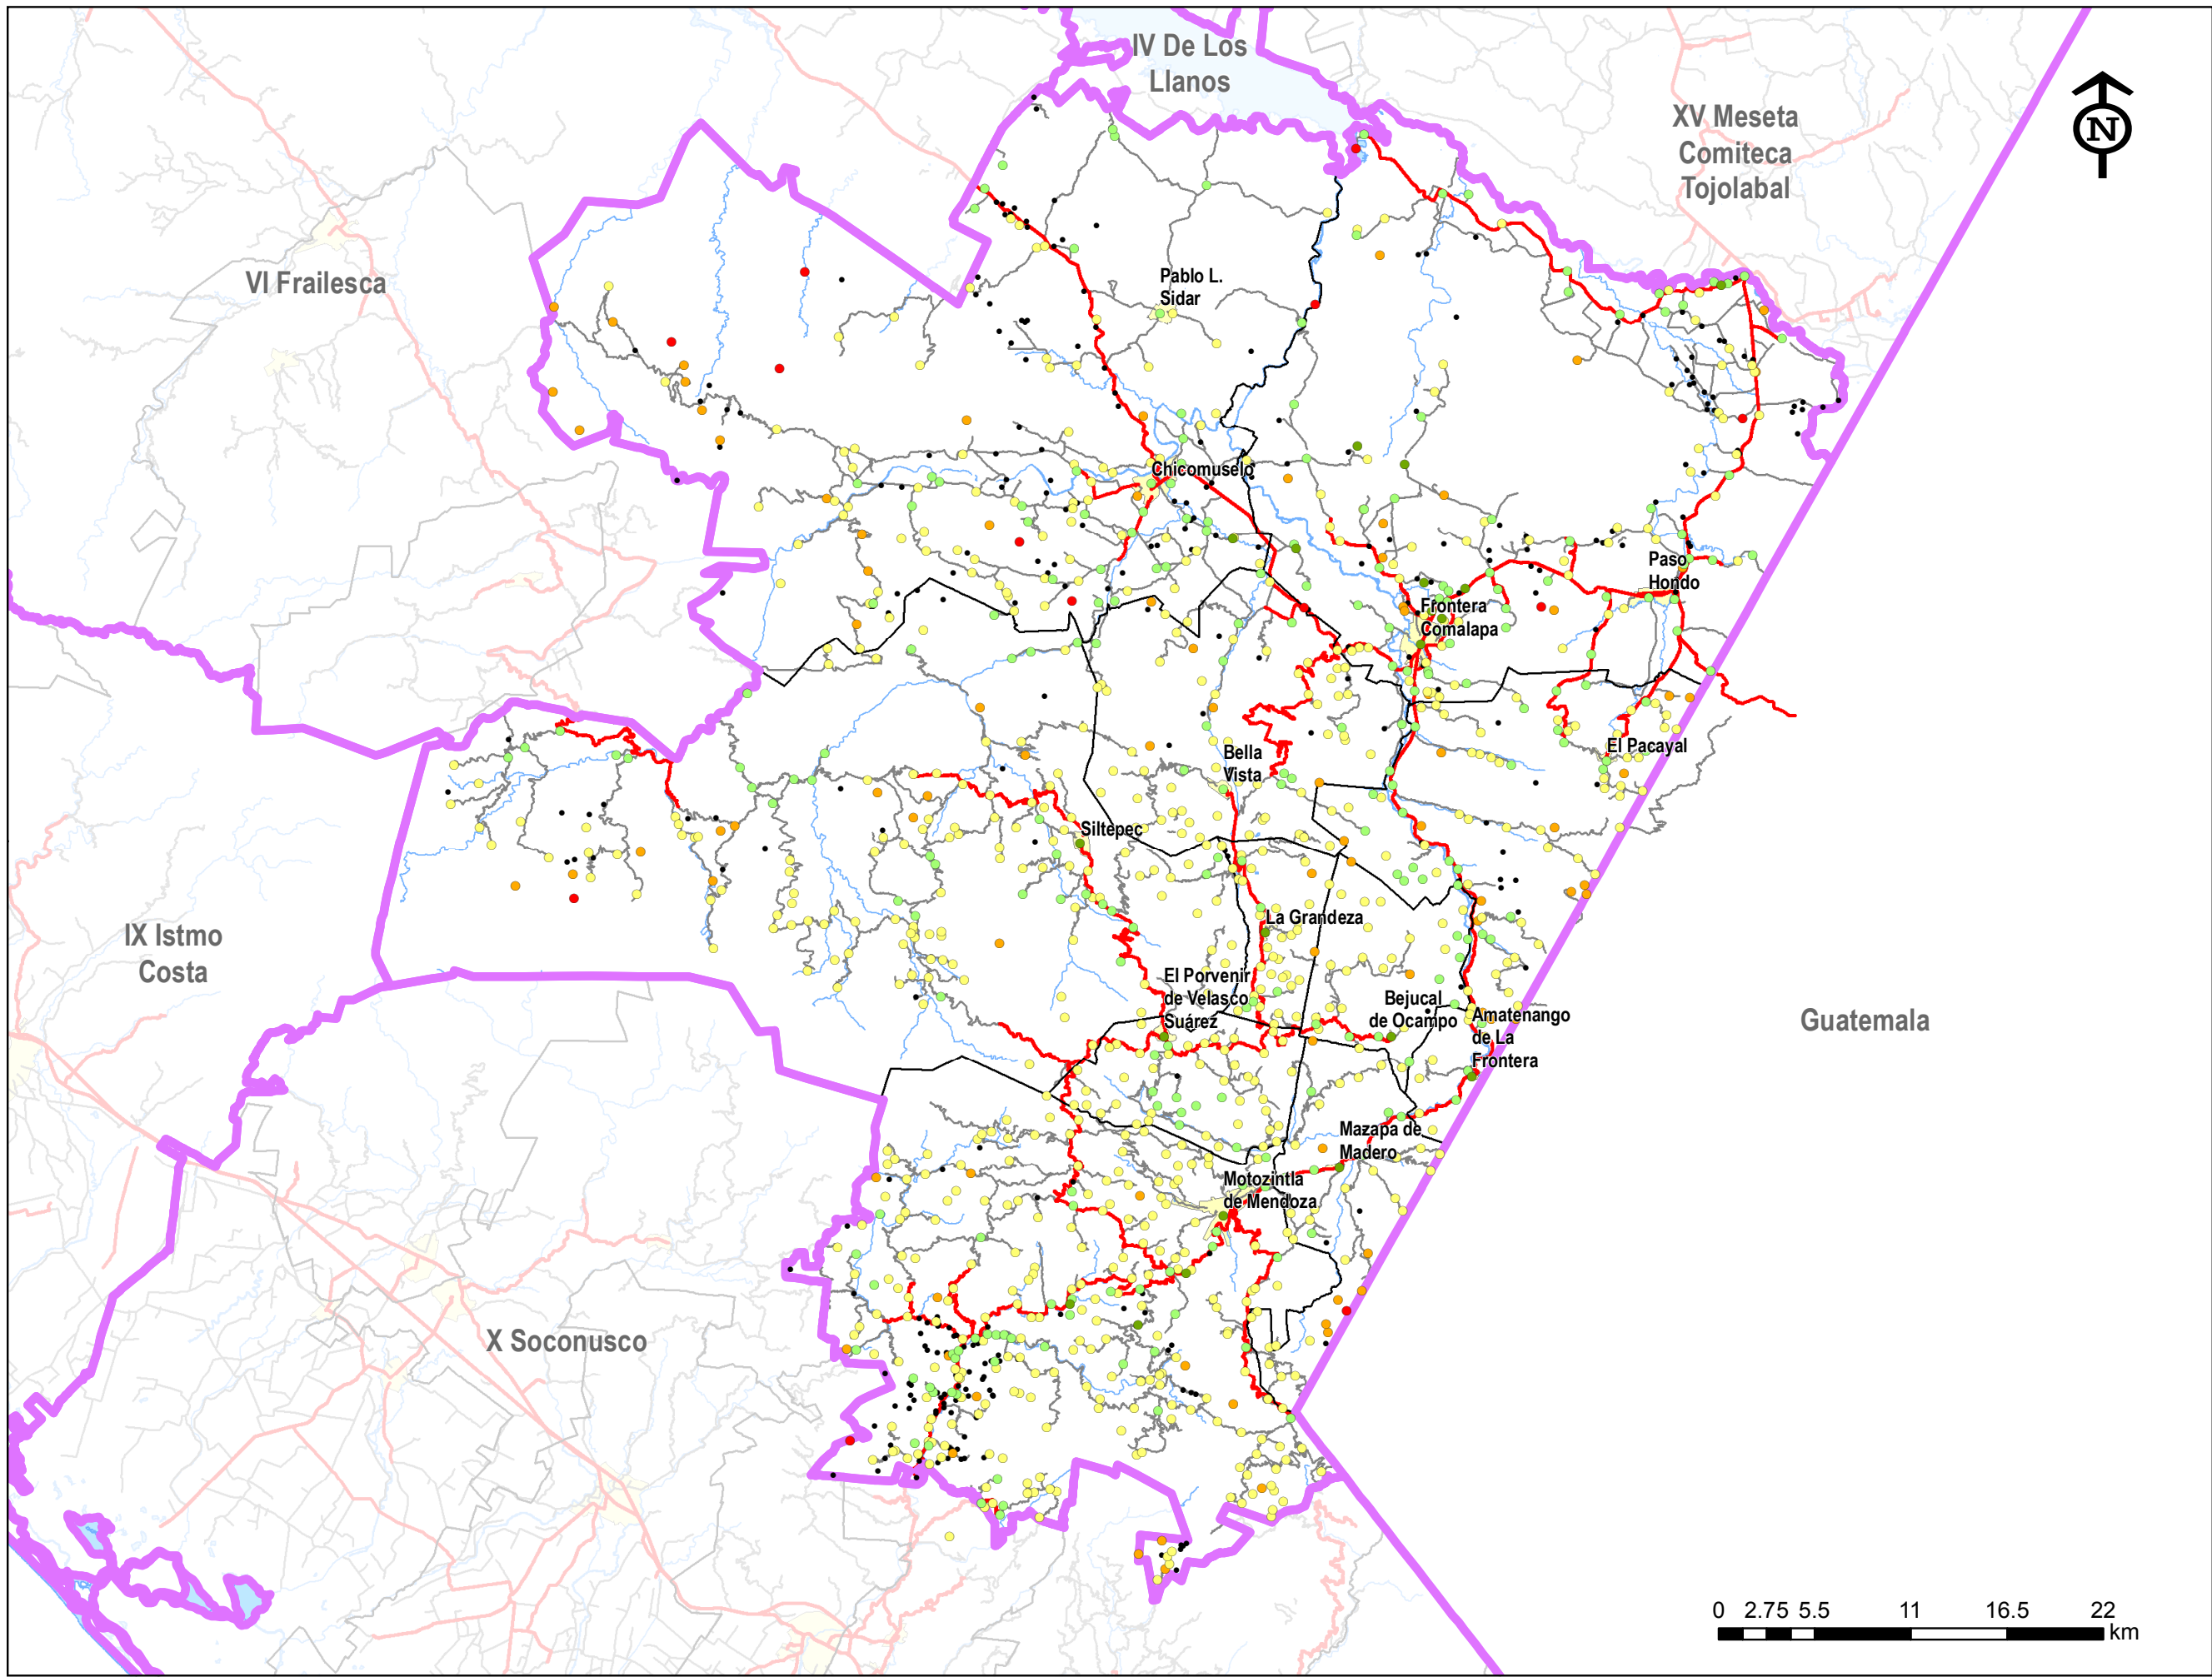 IV De Los
Llanos
XV Meseta
Comiteca
Tojolabal
N
VI Frailesca
Pablo L.
Sidar
Chicomuselo
Paso
Hondo
Frontera
Comalapa
El Pacayal
Bella
Vista
Siltepec
La Grandeza
IX Istmo
Costa
El Porvenir
de Velasco
Suárez
Bejucal
de Ocampo
Amatenango
de La
Frontera
Guatemala
Mazapa de
Madero
Motozintla
de Mendoza
X Soconusco
0 2.75 5.5 11 16.5 22
km